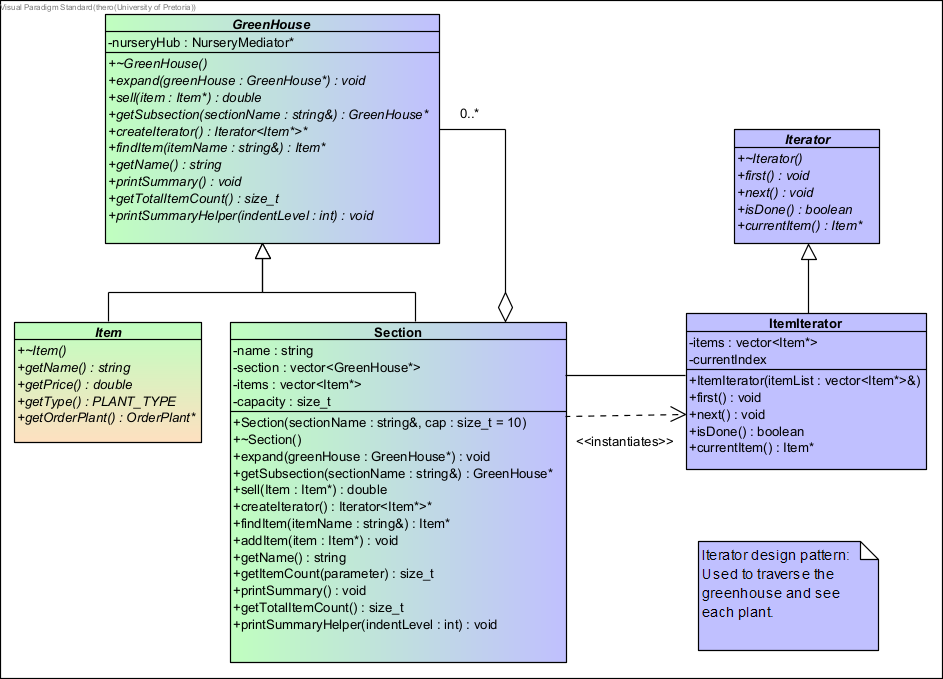 Visual Paradigm Standard(thero(University of Pretoria))
GreenHouse
-nurseryHub : NurseryMediator*
+~GreenHouse()
+expand(greenHouse : GreenHouse*) : void
+sell(item : Item*) : double
+getSubsection(sectionName : string&) : GreenHouse*
+createIterator() : Iterator<Item*>*
+findItem(itemName : string&) : Item*
+getName() : string
+printSummary() : void
+getTotalItemCount() : size_t
+printSummaryHelper(indentLevel : int) : void
0..*
Iterator
+~Iterator()
+first() : void
+next() : void
+isDone() : boolean
+currentItem() : Item*
Item
+~Item()
+getName() : string
+getPrice() : double
+getType() : PLANT_TYPE
+getOrderPlant() : OrderPlant*
Section
-name : string
-section : vector<GreenHouse*>
-items : vector<Item*>
-capacity : size_t
+Section(sectionName : string&, cap : size_t = 10)
+~Section()
+expand(greenHouse : GreenHouse*) : void
+getSubsection(sectionName : string&) : GreenHouse*
+sell(Item : Item*) : double
+createIterator() : Iterator<Item*>*
+findItem(itemName : string&) : Item*
+addItem(item : Item*) : void
+getName() : string
+getItemCount(parameter) : size_t
+printSummary() : void
+getTotalItemCount() : size_t
+printSummaryHelper(indentLevel : int) : void
<<instantiates>>
ItemIterator
-items : vector<Item*>
-currentIndex
+ItemIterator(itemList : vector<Item*>&)
+first() : void
+next() : void
+isDone() : boolean
+currentItem() : Item*
Iterator design pattern:
Used to traverse the
greenhouse and see
each plant.